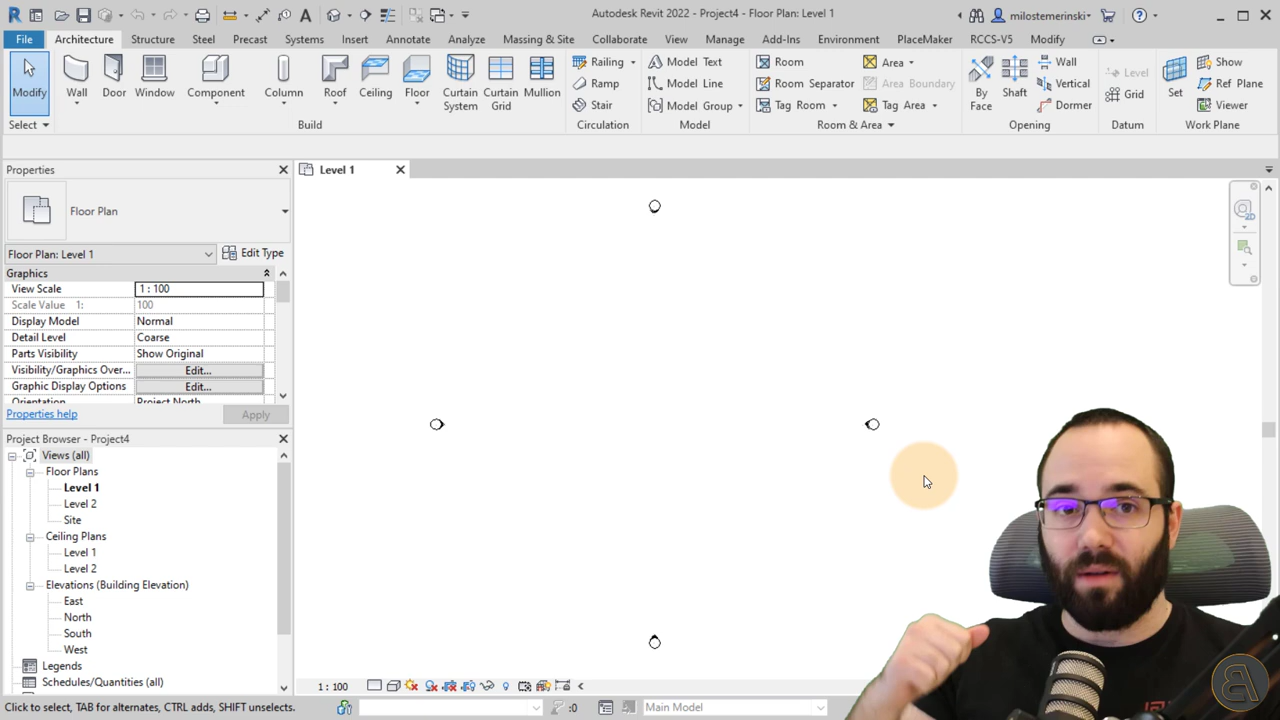 Autodesk Revit 2022 - Project4 - Floor Plan: Level 1
milostemerinski
File
Architecture
Structure
Steel
Precast
Systems
Insert
Annotate
Analyze
Massing & Site
Collaborate
View
Manage
Add-Ins
Environment
PlaceMaker
RCCS-V5
Modify
Modify
Wall
Door
Window
Component
Column
Roof
Ceiling
Floor
Curtain System
Curtain Grid
Mullion
Railing
Ramp
Stair
Model Text
Model Line
Model Group
Room
Room Separator
Tag Room
Area
Area Boundary
Tag Area
By Face
Shaft
Wall
Vertical
Dormer
Level
Grid
Set
Show
Ref Plane
Viewer
Select
Build
Circulation
Model
Room & Area
Opening
Datum
Work Plane
Properties
Level 1
2D
Floor Plan
Floor Plan: Level 1
Edit Type
Graphics
View Scale 1 : 100
Scale Value 1: 100
Display Model Normal
Detail Level Coarse
Parts Visibility Show Original
Visibility/Graphics Over... Edit...
Graphic Display Options Edit...
Orientation Project North
Properties help Apply
Project Browser - Project4
Views (all)
Floor Plans
Level 1
Level 2
Site
Ceiling Plans
Level 1
Level 2
Elevations (Building Elevation)
East
North
South
West
Legends
Schedules/Quantities (all)
1 : 100
Click to select, TAB for alternates, CTRL adds, SHIFT unselects.
:0
Main Model